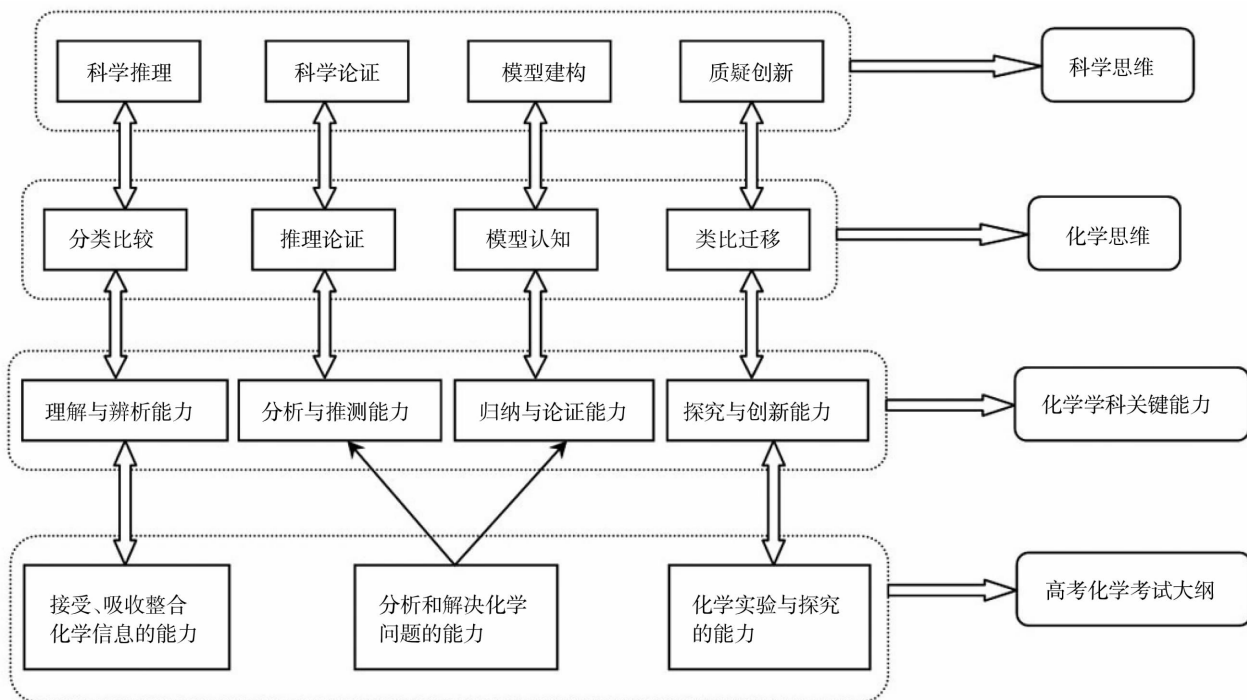 科学推理
科学论证
模型建构
质疑创新
科学思维
分类比较
推理论证
模型认知
类比迁移
化学思维
理解与辨析能力
分析与推测能力
归纳与论证能力
探究与创新能力
化学学科关键能力
接受、吸收整合
化学信息的能力
分析和解决化学
问题的能力
化学实验与探究
的能力
高考化学考试大纲